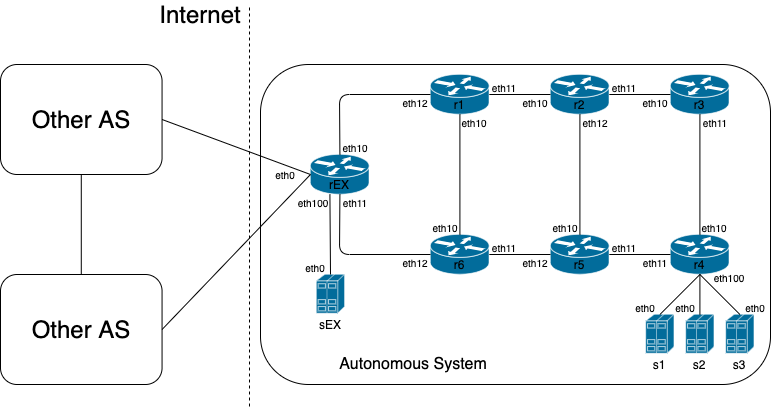 Internet
Other AS
Other AS
Autonomous System
rEX
eth0
eth10
eth100
eth11
eth0
sEX
r1
eth12
eth11
eth10
r2
eth10
eth11
eth12
r3
eth10
eth11
r6
eth10
eth12
eth11
r5
eth10
eth12
eth11
r4
eth10
eth11
eth100
eth0
eth0
eth0
s1
s2
s3